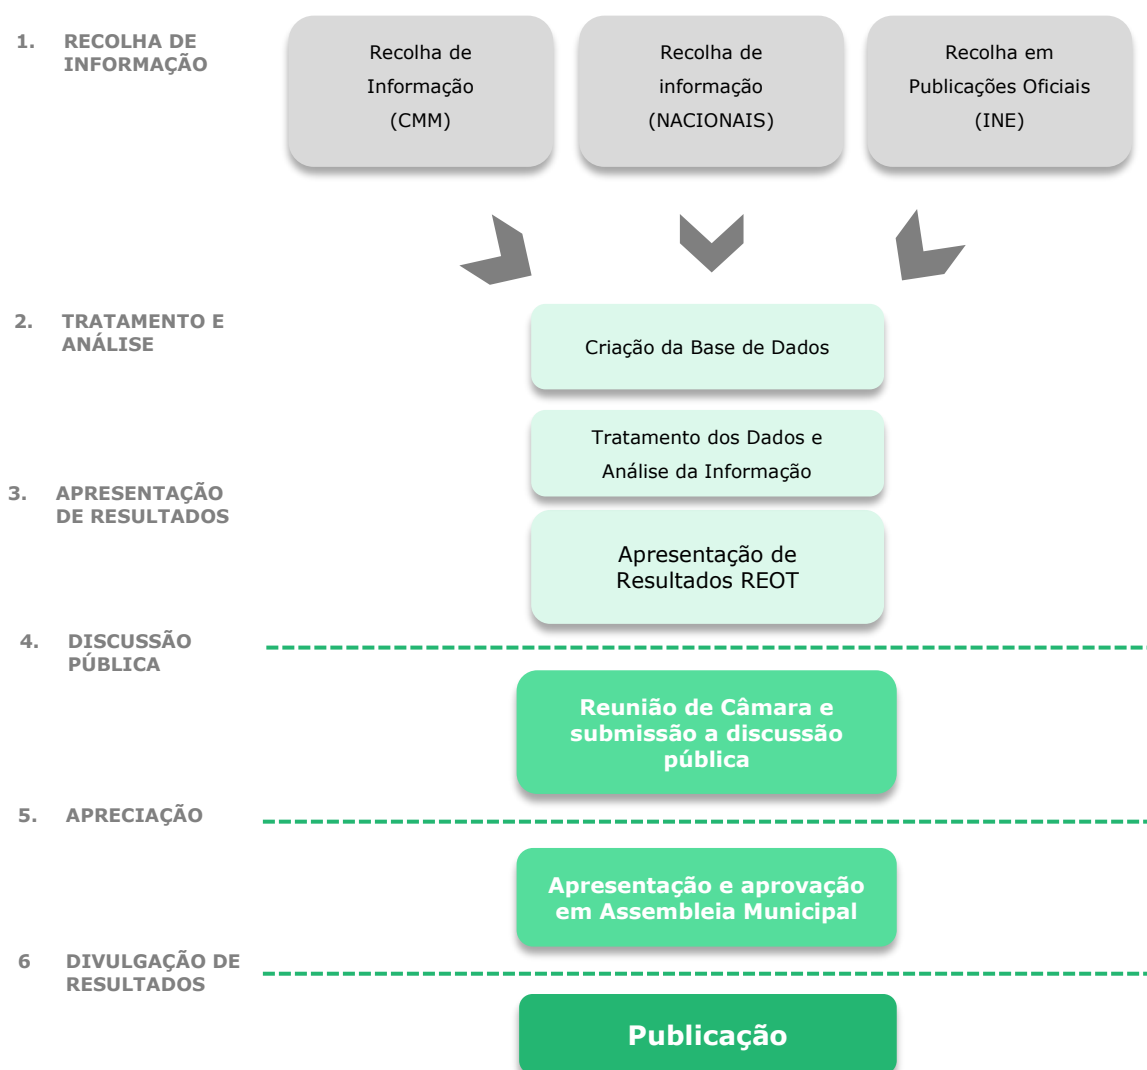 1. RECOLHA DE
INFORMAÇÃO
Recolha de
Informação
(CMM)
Recolha de
informação
(NACIONAIS)
Recolha em
Publicações Oficiais
(INE)
2. TRATAMENTO E
ANÁLISE
Criação da Base de Dados
Tratamento dos Dados e
Análise da Informação
3. APRESENTAÇÃO
DE RESULTADOS
Apresentação de
Resultados REOT
4. DISCUSSÃO
PÚBLICA
Reunião de Câmara e
submissão a discussão
pública
5. APRECIAÇÃO
Apresentação e aprovação
em Assembleia Municipal
6 DIVULGAÇÃO DE
RESULTADOS
Publicação